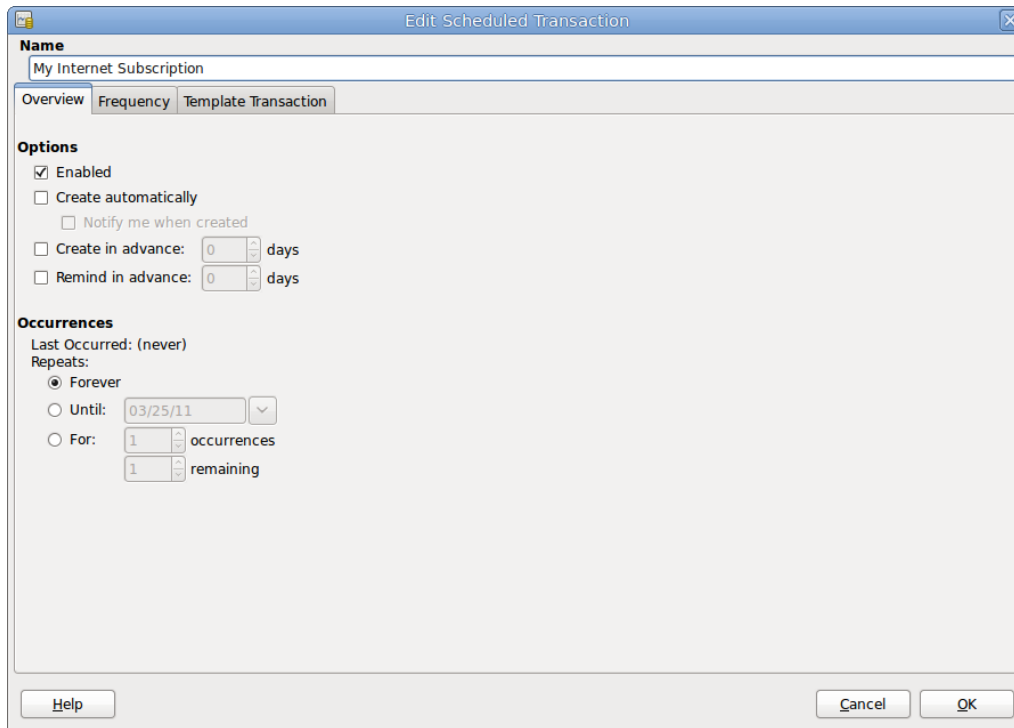 Edit Scheduled Transaction
Name
My Internet Subscription
Overview Frequency Template Transaction
Options
Enabled
Create automatically
Notify me when created
Create in advance: 0 days
Remind in advance: 0 days
Occurrences
Last Occurred: (never)
Repeats:
Forever
Until: 03/25/11
For: 1 occurrences
1 remaining
Help Cancel OK